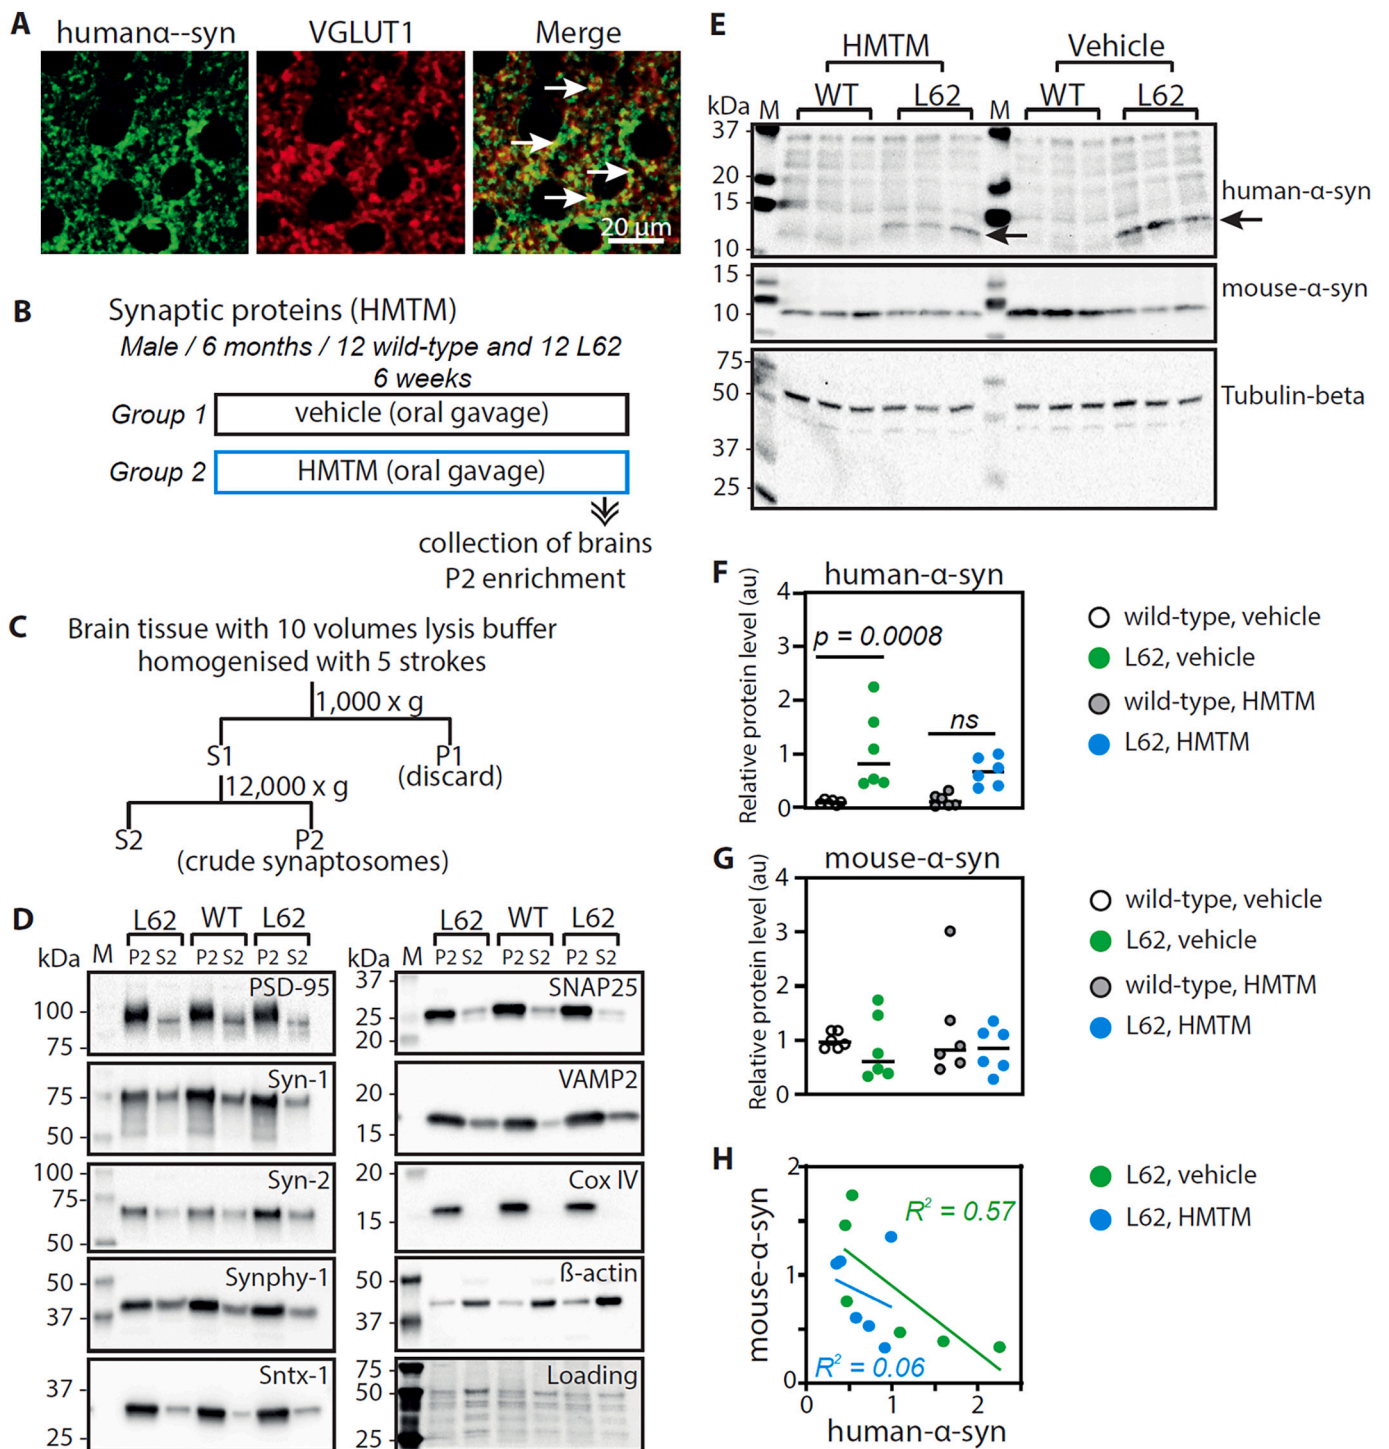 A
humanα--syn
VGLUT1
Merge
20 µm
B
Synaptic proteins (HMTM)
Male / 6 months / 12 wild-type and 12 L62
6 weeks
Group 1
vehicle (oral gavage)
Group 2
HMTM (oral gavage)
collection of brains
P2 enrichment
C
Brain tissue with 10 volumes lysis buffer
homogenised with 5 strokes
1,000 x g
S1
P1
(discard)
12,000 x g
S2
P2
(crude synaptosomes)
D
L62 WT L62
kDa M P2 S2 P2 S2 P2 S2
PSD-95
100
75
Syn-1
75
50
Syn-2
100
75
50
Synphy-1
50
37
Sntx-1
37
25
L62 WT L62
kDa M P2 S2 P2 S2 P2 S2
SNAP25
37
25
20
VAMP2
20
15
Cox IV
20
15
ß-actin
50
37
Loading
75
50
25
E
HMTM Vehicle
WT L62 WT L62
kDa M M
37
20
15
10
human-α-syn
15
10
mouse-α-syn
75
50
37
25
Tubulin-beta
F
human-α-syn
Relative protein level (au)
4
3
2
1
0
p = 0.0008
ns
wild-type, vehicle
L62, vehicle
wild-type, HMTM
L62, HMTM
G
mouse-α-syn
Relative protein level (au)
4
3
2
1
0
wild-type, vehicle
L62, vehicle
wild-type, HMTM
L62, HMTM
H
mouse-α-syn
2
1
0
R² = 0.57
R² = 0.06
0 1 2
human-α-syn
L62, vehicle
L62, HMTM